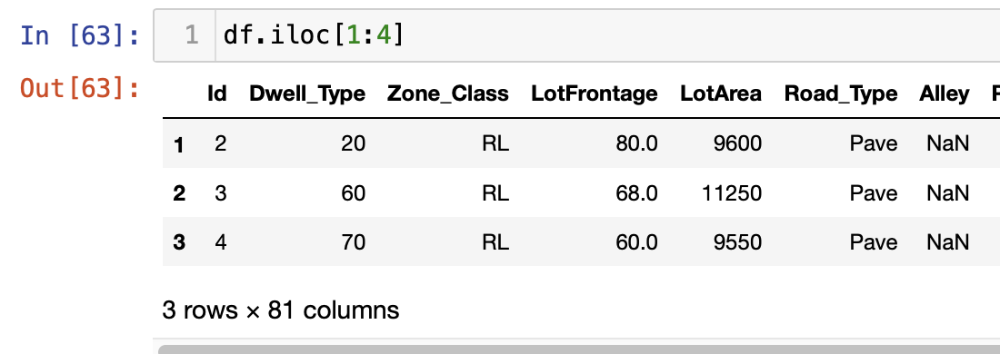 In [63]: 1 df.iloc[1:4]
Out[63]:
Id Dwell_Type Zone_Class LotFrontage LotArea Road_Type Alley
1 2 20 RL 80.0 9600 Pave NaN
2 3 60 RL 68.0 11250 Pave NaN
3 4 70 RL 60.0 9550 Pave NaN
3 rows × 81 columns